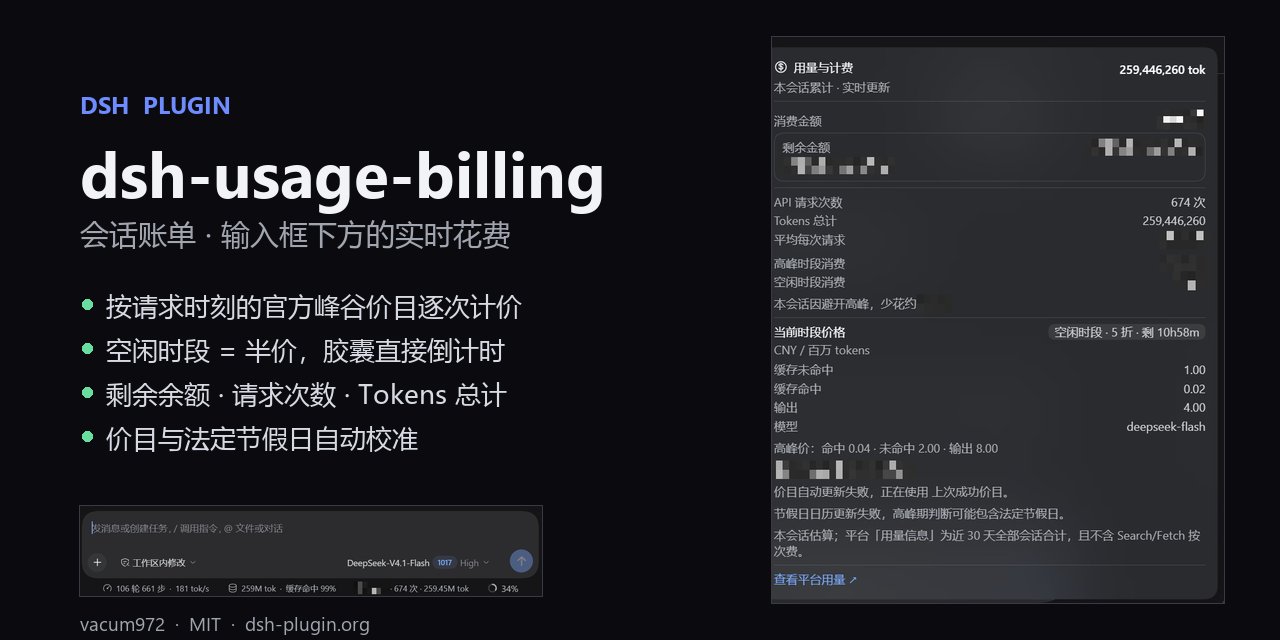 DSH PLUGIN
dsh-usage-billing
会话账单 · 输入框下方的实时花费
按请求时刻的官方峰谷价目逐次计价
空闲时段 = 半价，胶囊直接倒计时
剩余余额 · 请求次数 · Tokens 总计
价目与法定节假日自动校准
发消息或创建任务, / 调用指令, @ 文件或对话
工作区内修改
DeepSeek-V4.1-Flash 1017 High
106 轮 661 步 · 181 tok/s
259M tok · 缓存命中 99%
· 674 次 · 259.45M tok
34%
vacum972 · MIT · dsh-plugin.org
用量与计费 259,446,260 tok
本会话累计 · 实时更新
消费金额
剩余金额
API 请求次数 674 次
Tokens 总计 259,446,260
平均每次请求
高峰时段消费
空闲时段消费
本会话因避开高峰，少花约
当前时段价格 空闲时段 · 5 折 · 剩 10h58m
CNY / 百万 tokens
缓存未命中 1.00
缓存命中 0.02
输出 4.00
模型 deepseek-flash
高峰价：命中 0.04 · 未命中 2.00 · 输出 8.00
价目自动更新失败，正在使用 上次成功价目。
节假日日历更新失败，高峰期判断可能包含法定节假日。
本会话估算；平台「用量信息」为近 30 天全部会话合计，且不含 Search/Fetch 按
次费。
查看平台用量 ↗